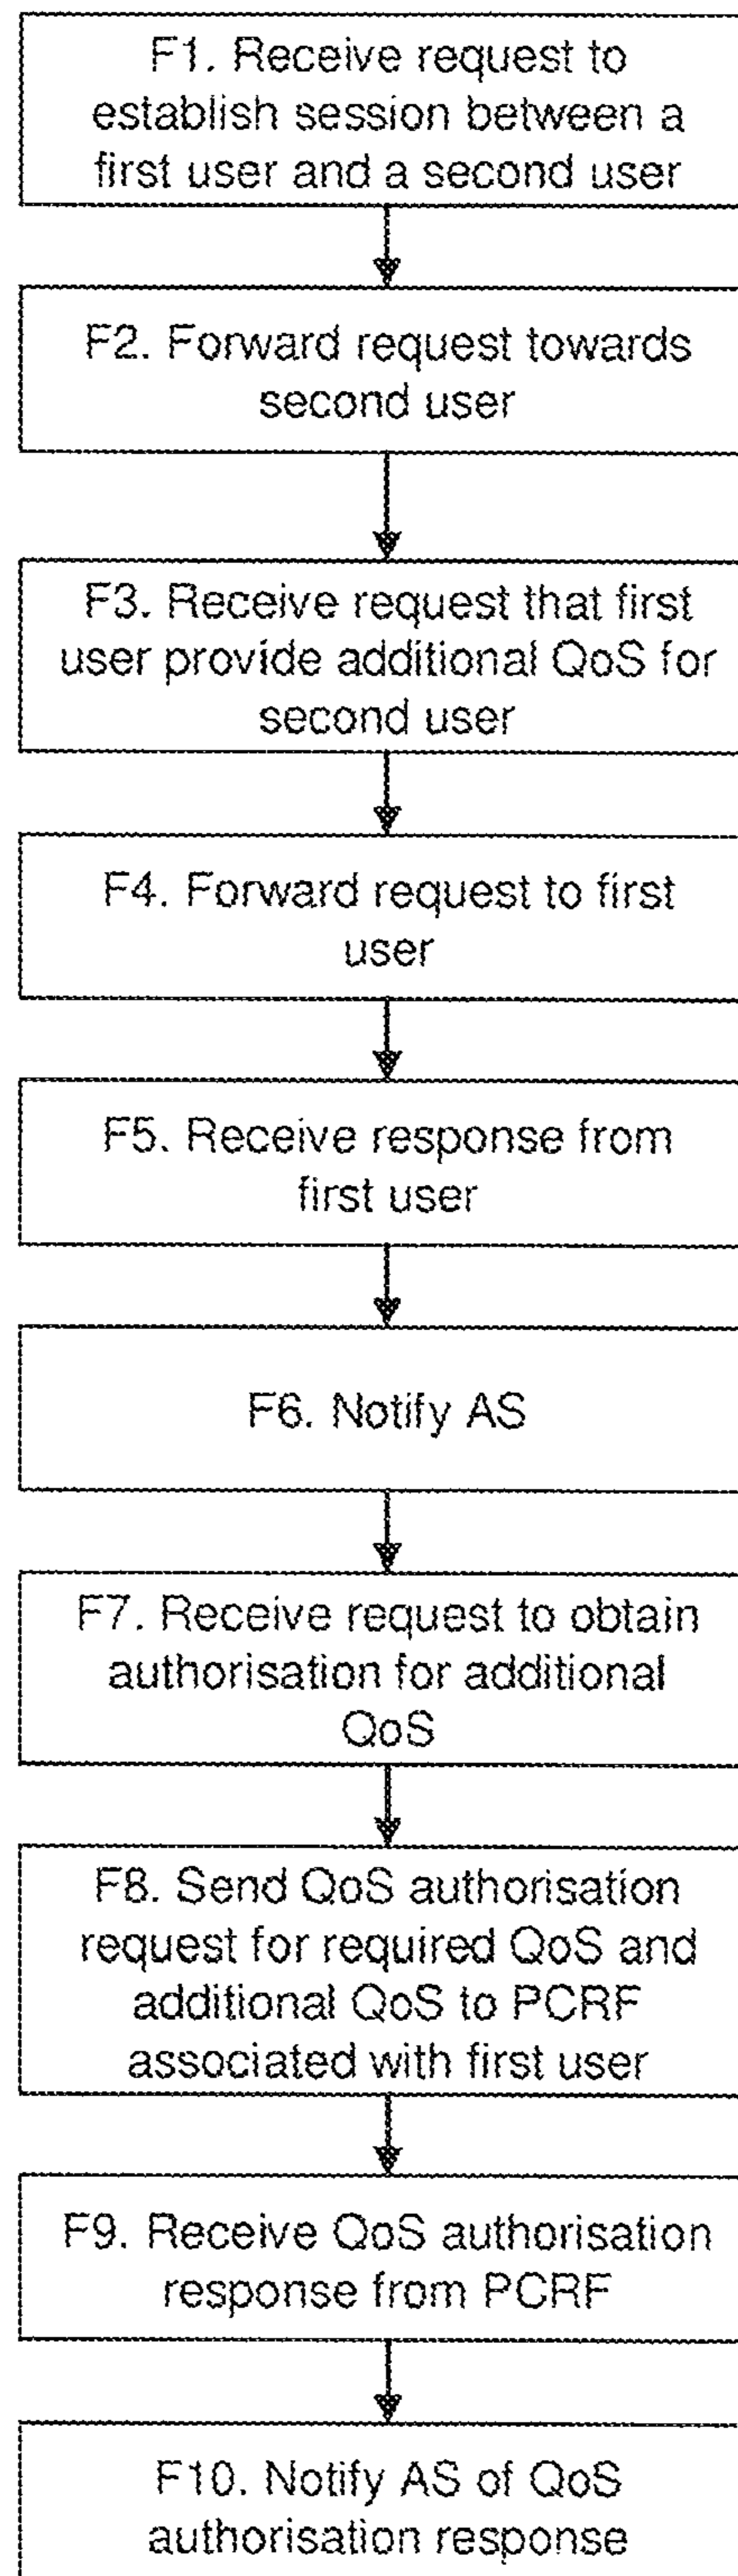 F1. Receive request to
establish session between a
first user and a second user
F2. Forward request towards
second user
F3. Receive request that first
user provide additional QoS for
second user
F4. Forward request to first
user
F5. Receive response from
first user
F6. Notify AS
F7. Receive request to obtain
authorisation for additional
QoS
F8. Send QoS authorisation
request for required QoS and
additional QoS to PCRF
associated with first user
F9. Receive QoS authorisation
response from PCRF
F10. Notify AS of QoS
authorisation response